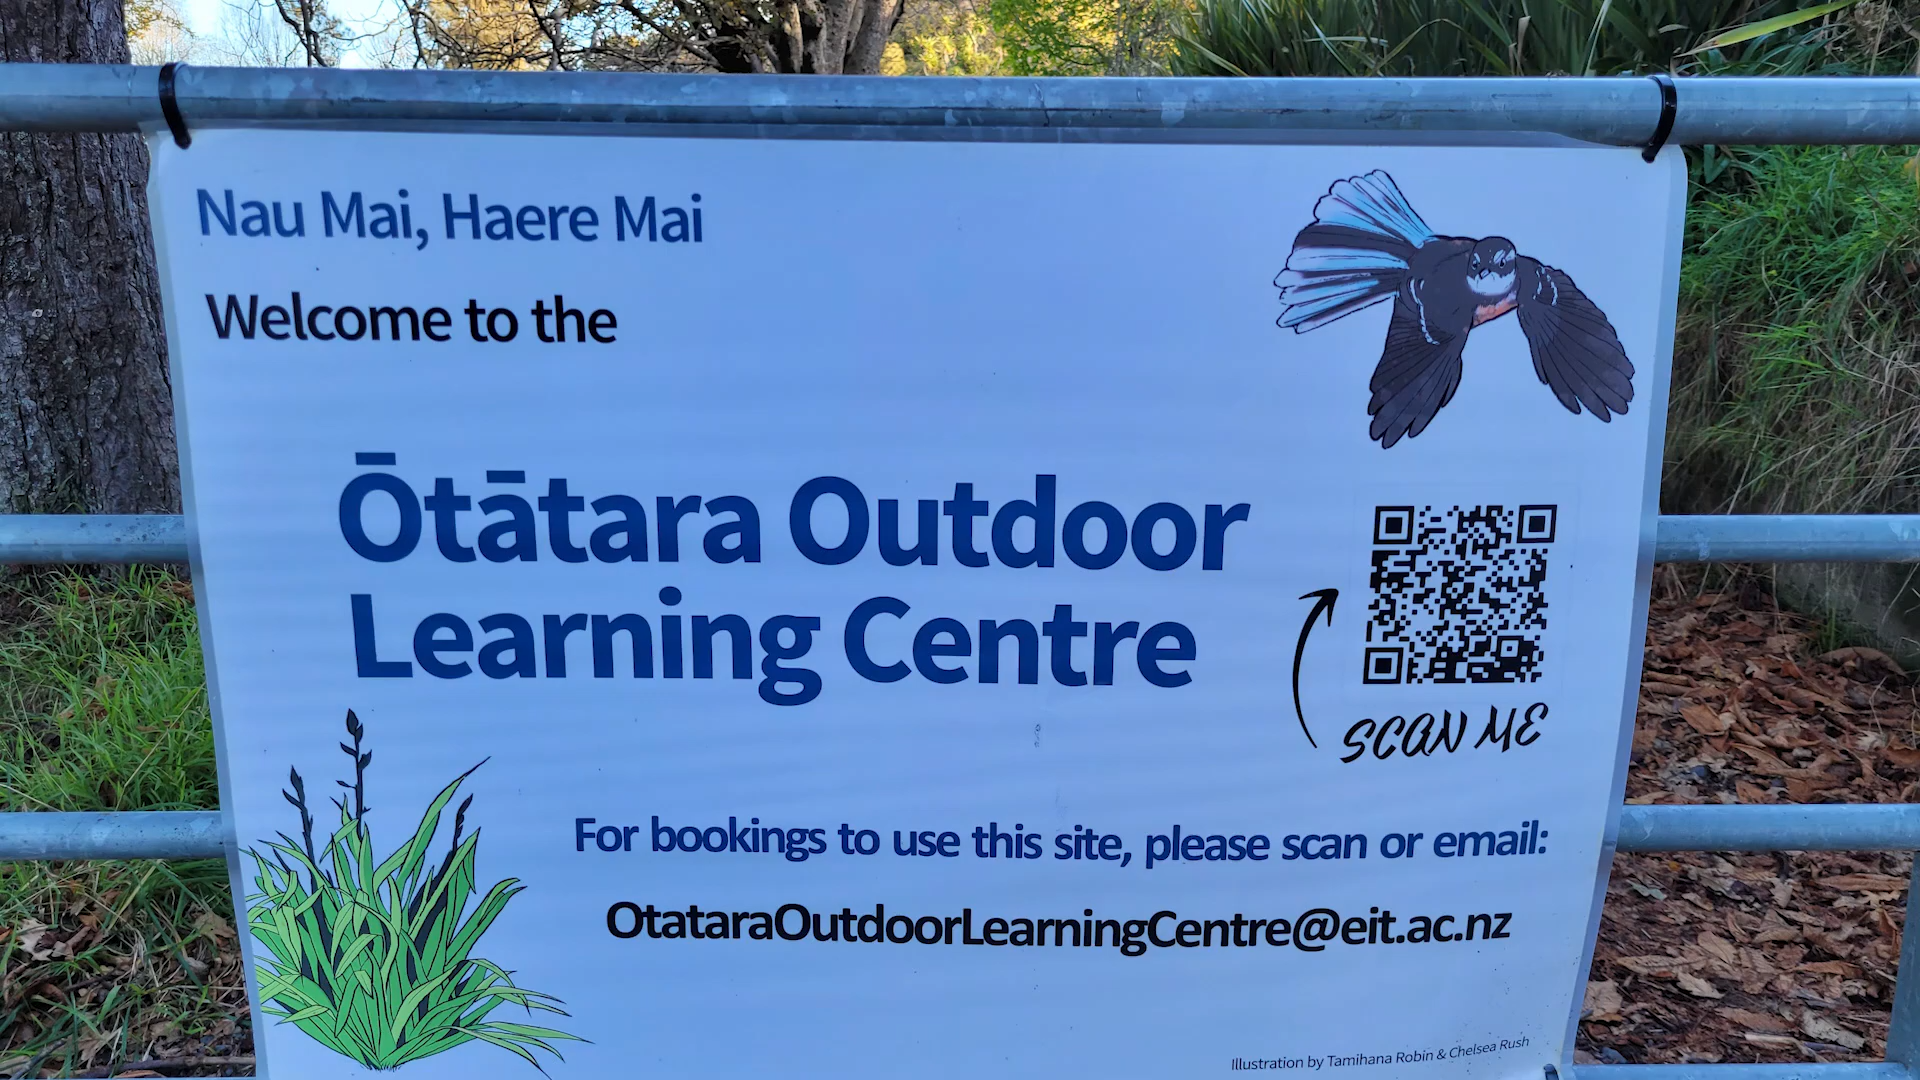 Nau Mai, Haere Mai
Welcome to the
Ōtātara Outdoor
Learning Centre
SCAN ME
For bookings to use this site, please scan or email:
OtataraOutdoorLearningCentre@eit.ac.nz
Illustration by Tamihana Robin & Chelsea Rush